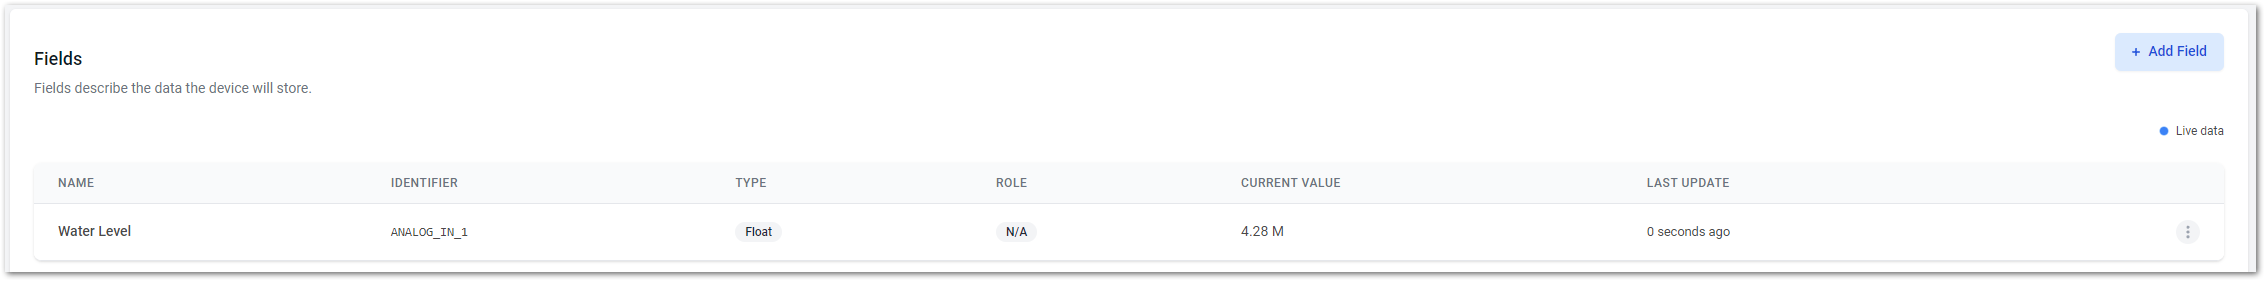 Fields
+ Add Field
Fields describe the data the device will store.
Live data
NAME IDENTIFIER TYPE ROLE CURRENT VALUE LAST UPDATE
Water Level ANALOG_IN_1 Float N/A 4.28 M 0 seconds ago